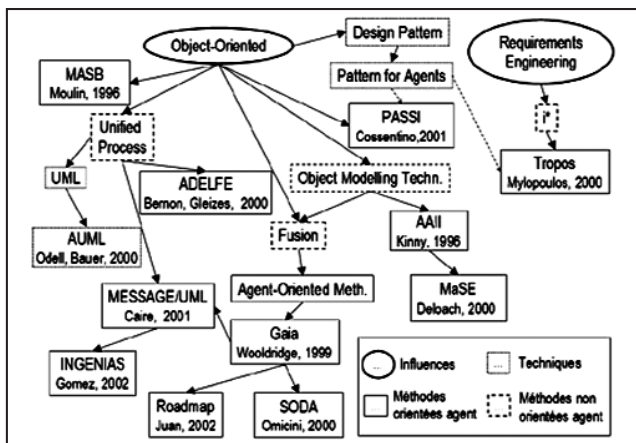 Object-Oriented
Design Pattern
Requirements
Engineering
MASB
Moulin, 1996
Pattern for Agents
Unified
Process
PASSI
Cossentino,2001
i*
Tropos
Mylopoulos, 2000
UML
ADELFE
Bernon, Gleizes, 2000
Object Modelling Techn.
AUML
Odell, Bauer, 2000
Fusion
AAII
Kinny, 1996
MESSAGE/UML
Caire, 2001
Agent-Oriented Meth.
MaSE
Deloach, 2000
Gaia
Wooldridge, 1999
INGENIAS
Gomez, 2002
Roadmap
Juan, 2002
SODA
Omicini, 2000
... Influences
... Techniques
... Méthodes
orientées agent
... Méthodes non
orientées agent